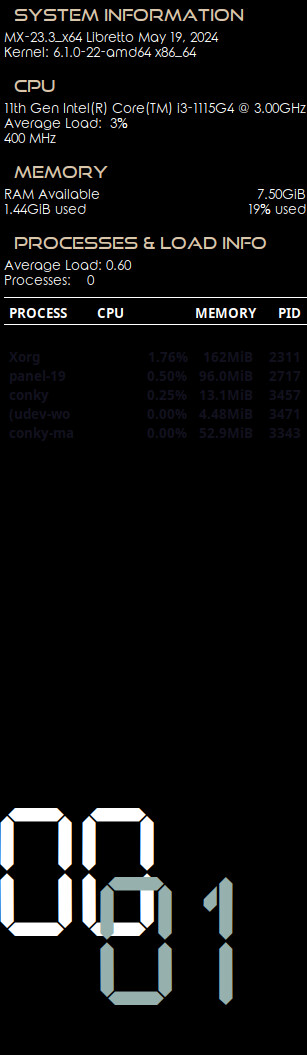 SYSTEM INFORMATION
MX-23.3_x64 Libretto May 19, 2024
Kernel: 6.1.0-22-amd64 x86_64
CPU
11th Gen Intel(R) Core(TM) i3-1115G4 @ 3.00GHz
Average Load: 3%
400 MHz
MEMORY
RAM Available 7.50GiB
1.44GiB used 19% used
PROCESSES & LOAD INFO
Average Load: 0.60
Processes: 0
PROCESS CPU MEMORY PID
Xorg 1.76% 162MiB 2311
panel-19 0.50% 96.0MiB 2717
conky 0.25% 13.1MiB 3457
(udev-wo 0.00% 4.48MiB 3471
conky-ma 0.00% 52.9MiB 3343
06
01